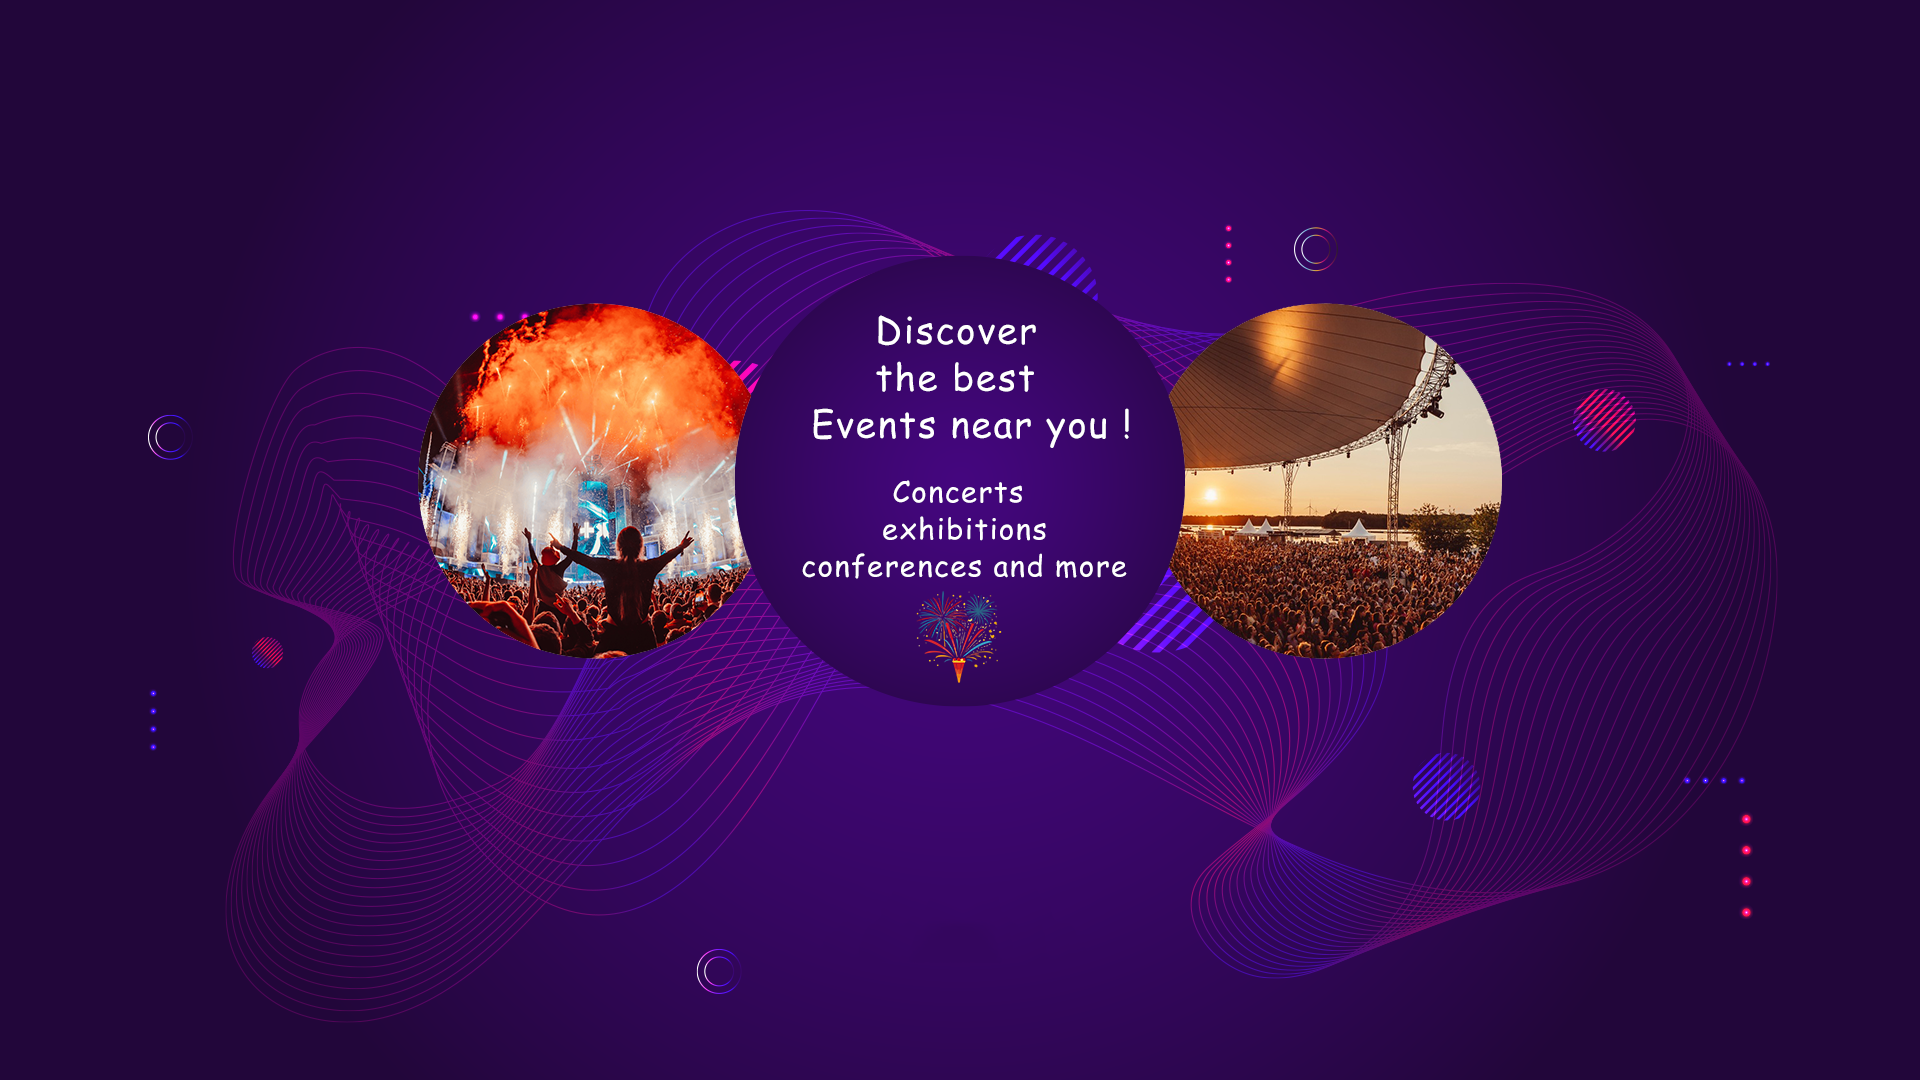 Discover
the best
Events near you !
Concerts
exhibitions
conferences and more